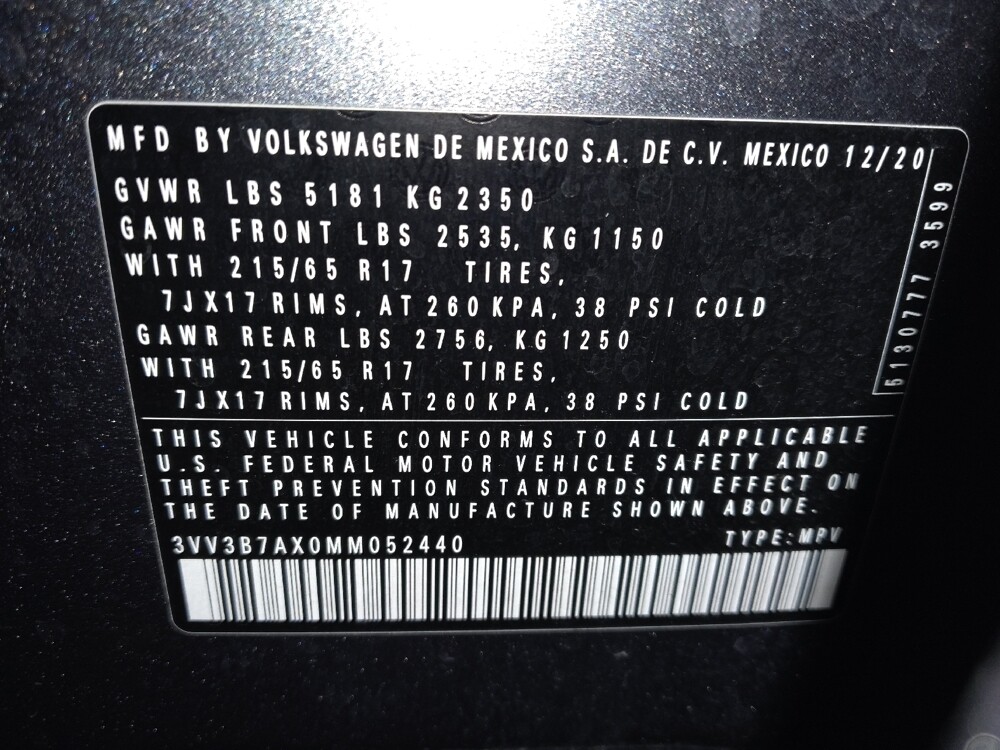 MFD BY VOLKSWAGEN DE MEXICO S.A. DE C.V. MEXICO 12/20
GVWR LBS 5181 KG 2350
GAWR FRONT LBS 2535, KG 1150
WITH 215/65 R17 TIRES,
7JX17 RIMS, AT 260 KPA, 38 PSI COLD
GAWR REAR LBS 2756, KG 1250
WITH 215/65 R17 TIRES,
7JX17 RIMS, AT 260 KPA, 38 PSI COLD
5130777 3599
THIS VEHICLE CONFORMS TO ALL APPLICABLE
U.S. FEDERAL MOTOR VEHICLE SAFETY AND
THEFT PREVENTION STANDARDS IN EFFECT ON
THE DATE OF MANUFACTURE SHOWN ABOVE.
3VV3B7AX0MM052440 TYPE:MPV